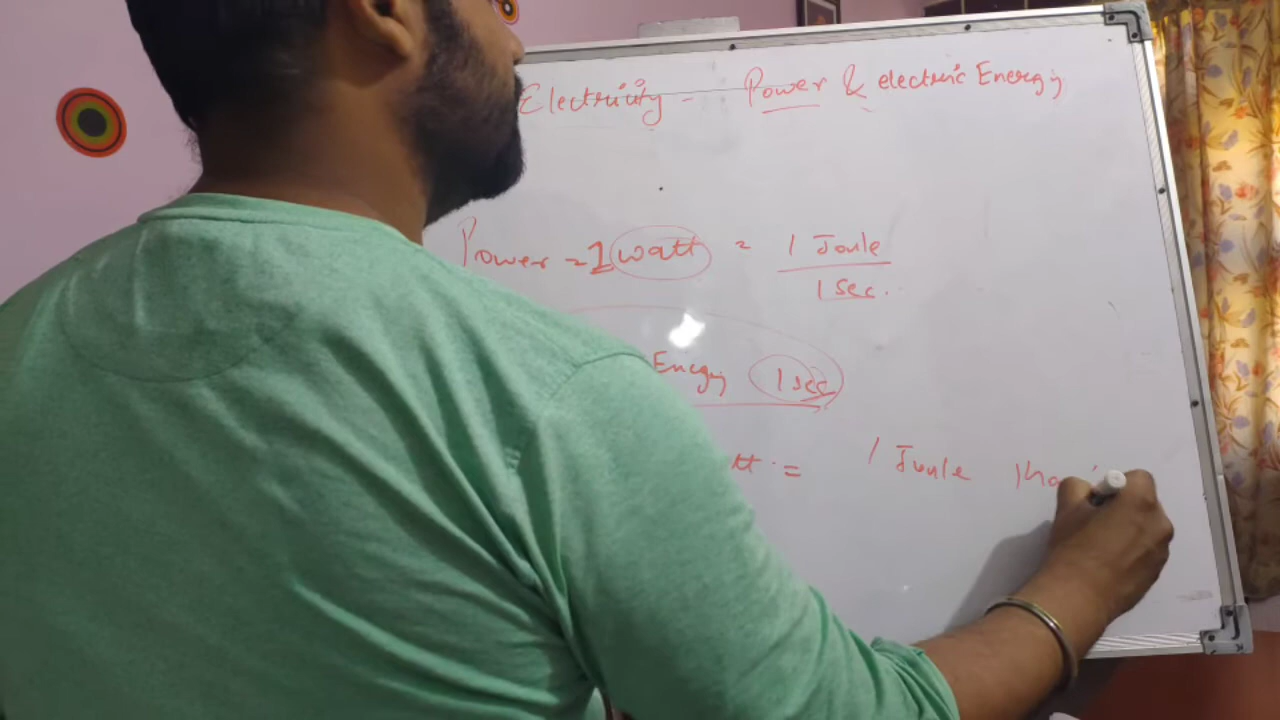 Electricity - Power & electric Energy
Power = 1 watt = 1 Joule
1 sec.
Energy 1 sec
tt = 1 Joule